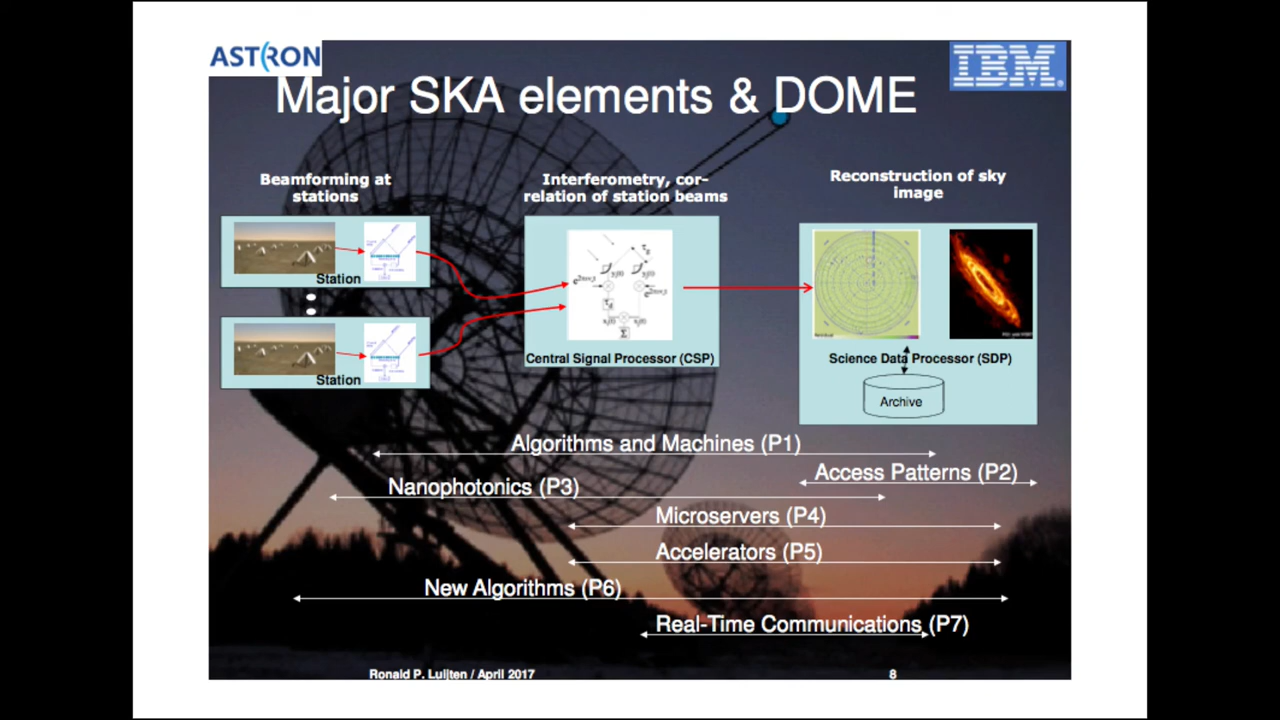 ASTRON
IBM
Major SKA elements & DOME
Beamforming at
stations
Interferometry, cor-
relation of station beams
Reconstruction of sky
image
Station
Station
Central Signal Processor (CSP)
Science Data Processor (SDP)
Archive
Algorithms and Machines (P1)
Access Patterns (P2)
Nanophotonics (P3)
Microservers (P4)
Accelerators (P5)
New Algorithms (P6)
Real-Time Communications (P7)
Ronald P. Luijten / April 2017
8